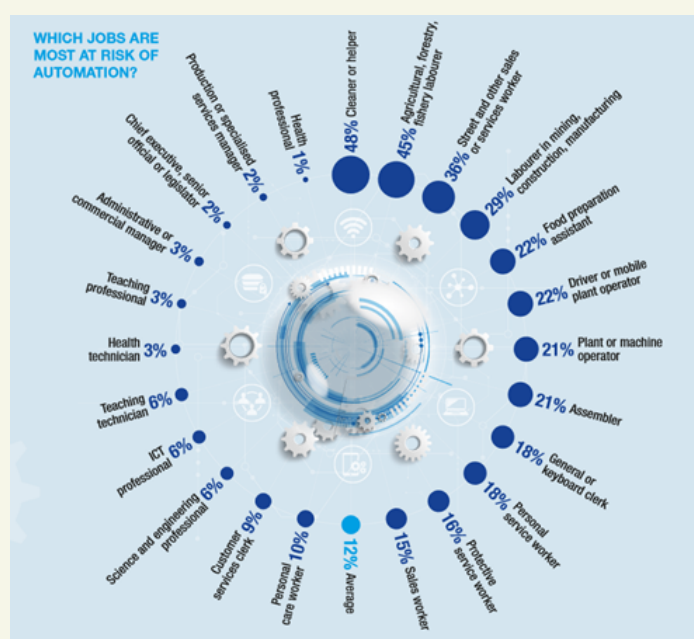 WHICH JOBS ARE
MOST AT RISK OF
AUTOMATION?
48% Cleaner or helper
45% Agricultural, forestry,
fishery labourer
36% Street and other sales
or services worker
29% Labourer in mining,
construction, manufacturing
22% Food preparation
assistant
22% Driver or mobile
plant operator
21% Plant or machine
operator
21% Assembler
18% General or
keyboard clerk
18% Personal
service worker
16% Protective
service worker
15% Sales worker
12% Average
Personal
care worker 10%
Customer
services clerk 9%
Science and engineering
professional 6%
ICT
professional 6%
Teaching
technician 6%
Health
technician 3%
Teaching
professional 3%
Administrative or
commercial manager 3%
Chief executive, senior
official or legislator 2%
Production or specialised
services manager 2%
Health
professional 1%